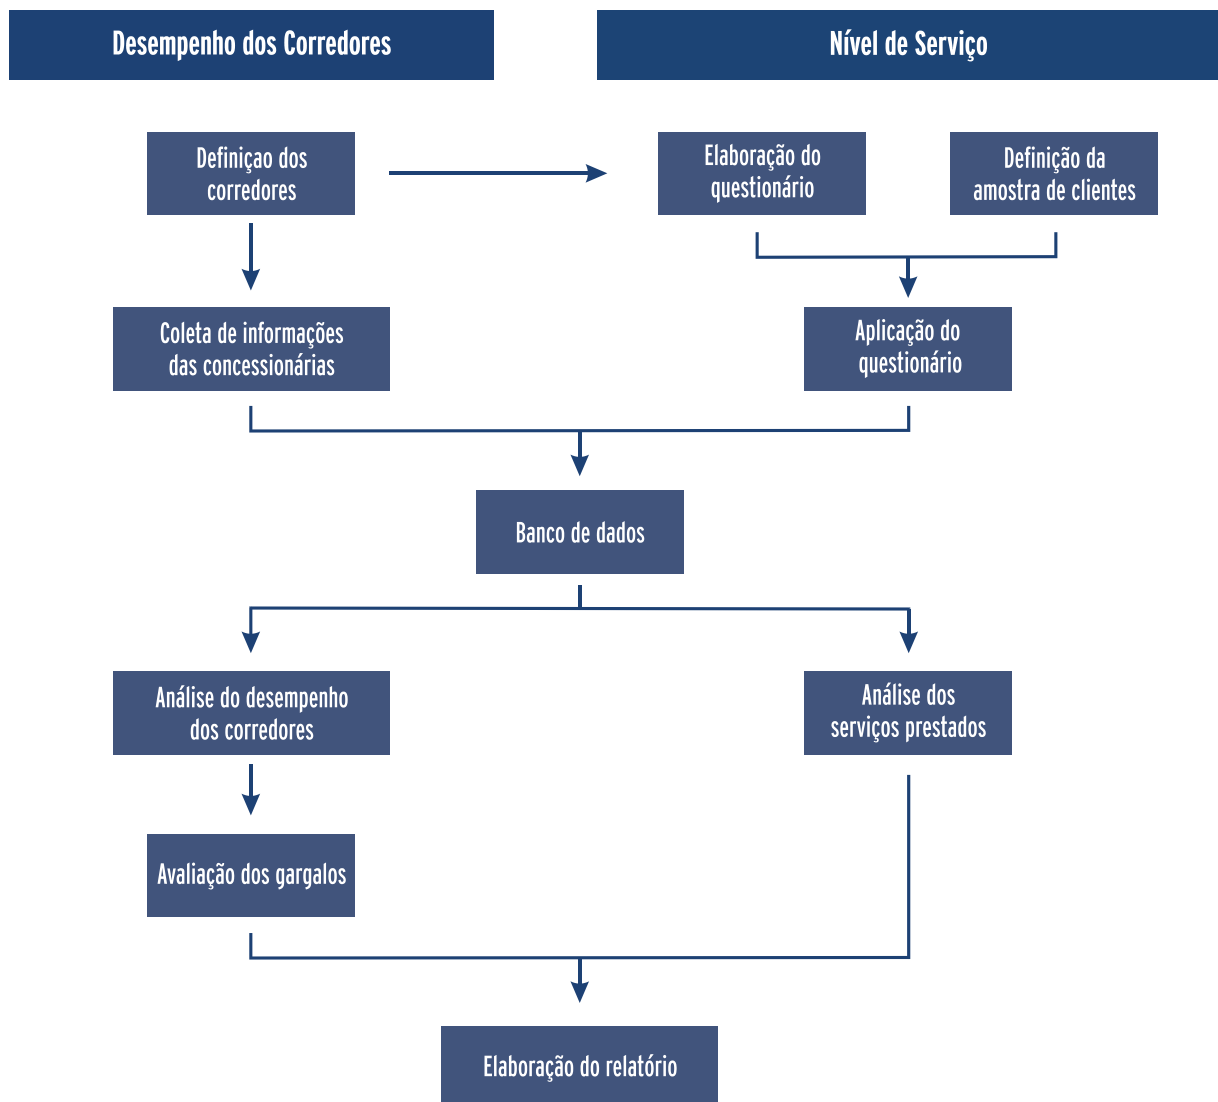 Desempenho dos Corredores
Nível de Serviço
Definiçao dos
corredores
Elaboração do
questionário
Definição da
amostra de clientes
Coleta de informações
das concessionárias
Aplicação do
questionário
Banco de dados
Análise do desempenho
dos corredores
Análise dos
serviços prestados
Avaliação dos gargalos
Elaboração do relatório